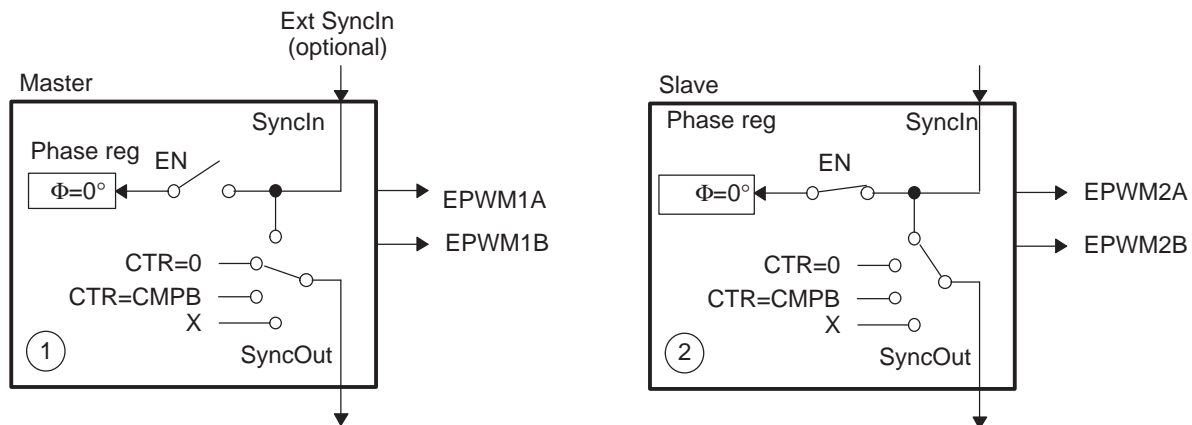 Ext SyncIn
(optional)
Master
SyncIn
Phase reg
EN
Φ=0°
EPWM1A
EPWM1B
CTR=0
CTR=CMPB
X
1
SyncOut
Slave
Phase reg
SyncIn
EN
Φ=0°
EPWM2A
EPWM2B
CTR=0
CTR=CMPB
X
2
SyncOut